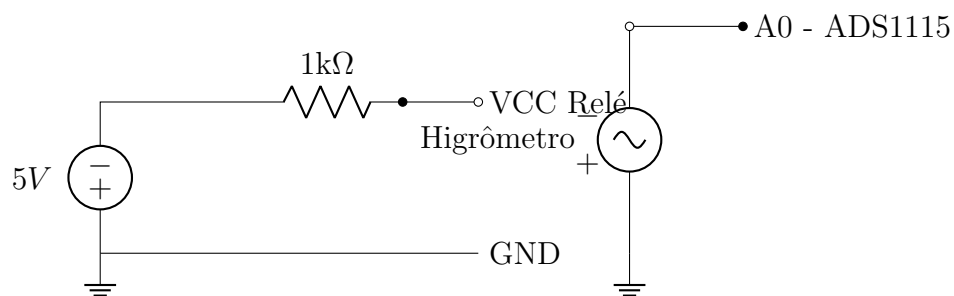 A0 - ADS1115
1kΩ
VCC Relé
Higrômetro
−
+
5V
−
+
GND